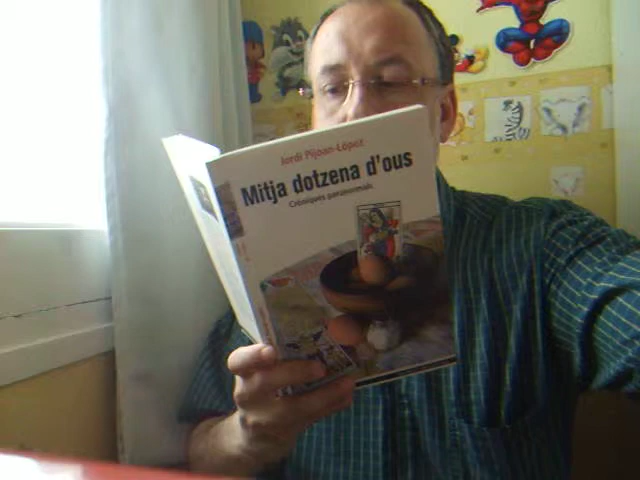 Jordi Pijoan-López
Mitja dotzena d'ous
Cròniques paranormals